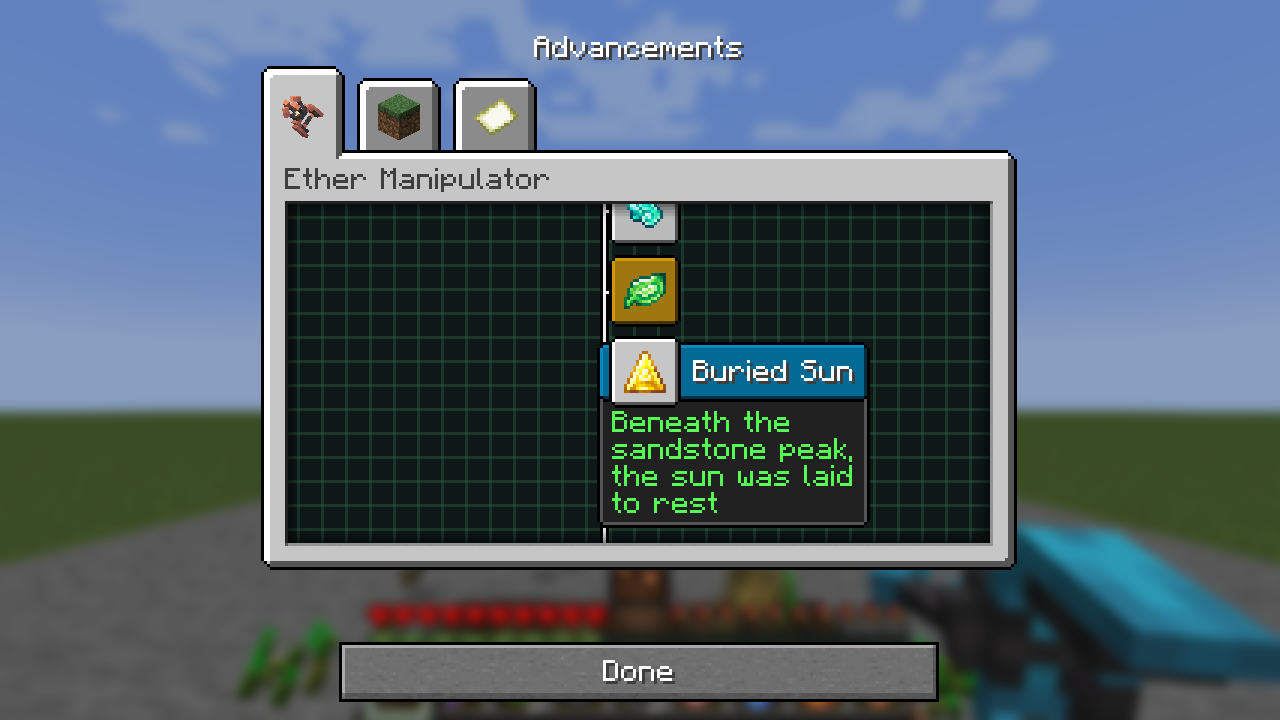 Advancements
Ether Manipulator
Buried Sun
Beneath the
sandstone peak,
the sun was laid
to rest
Done